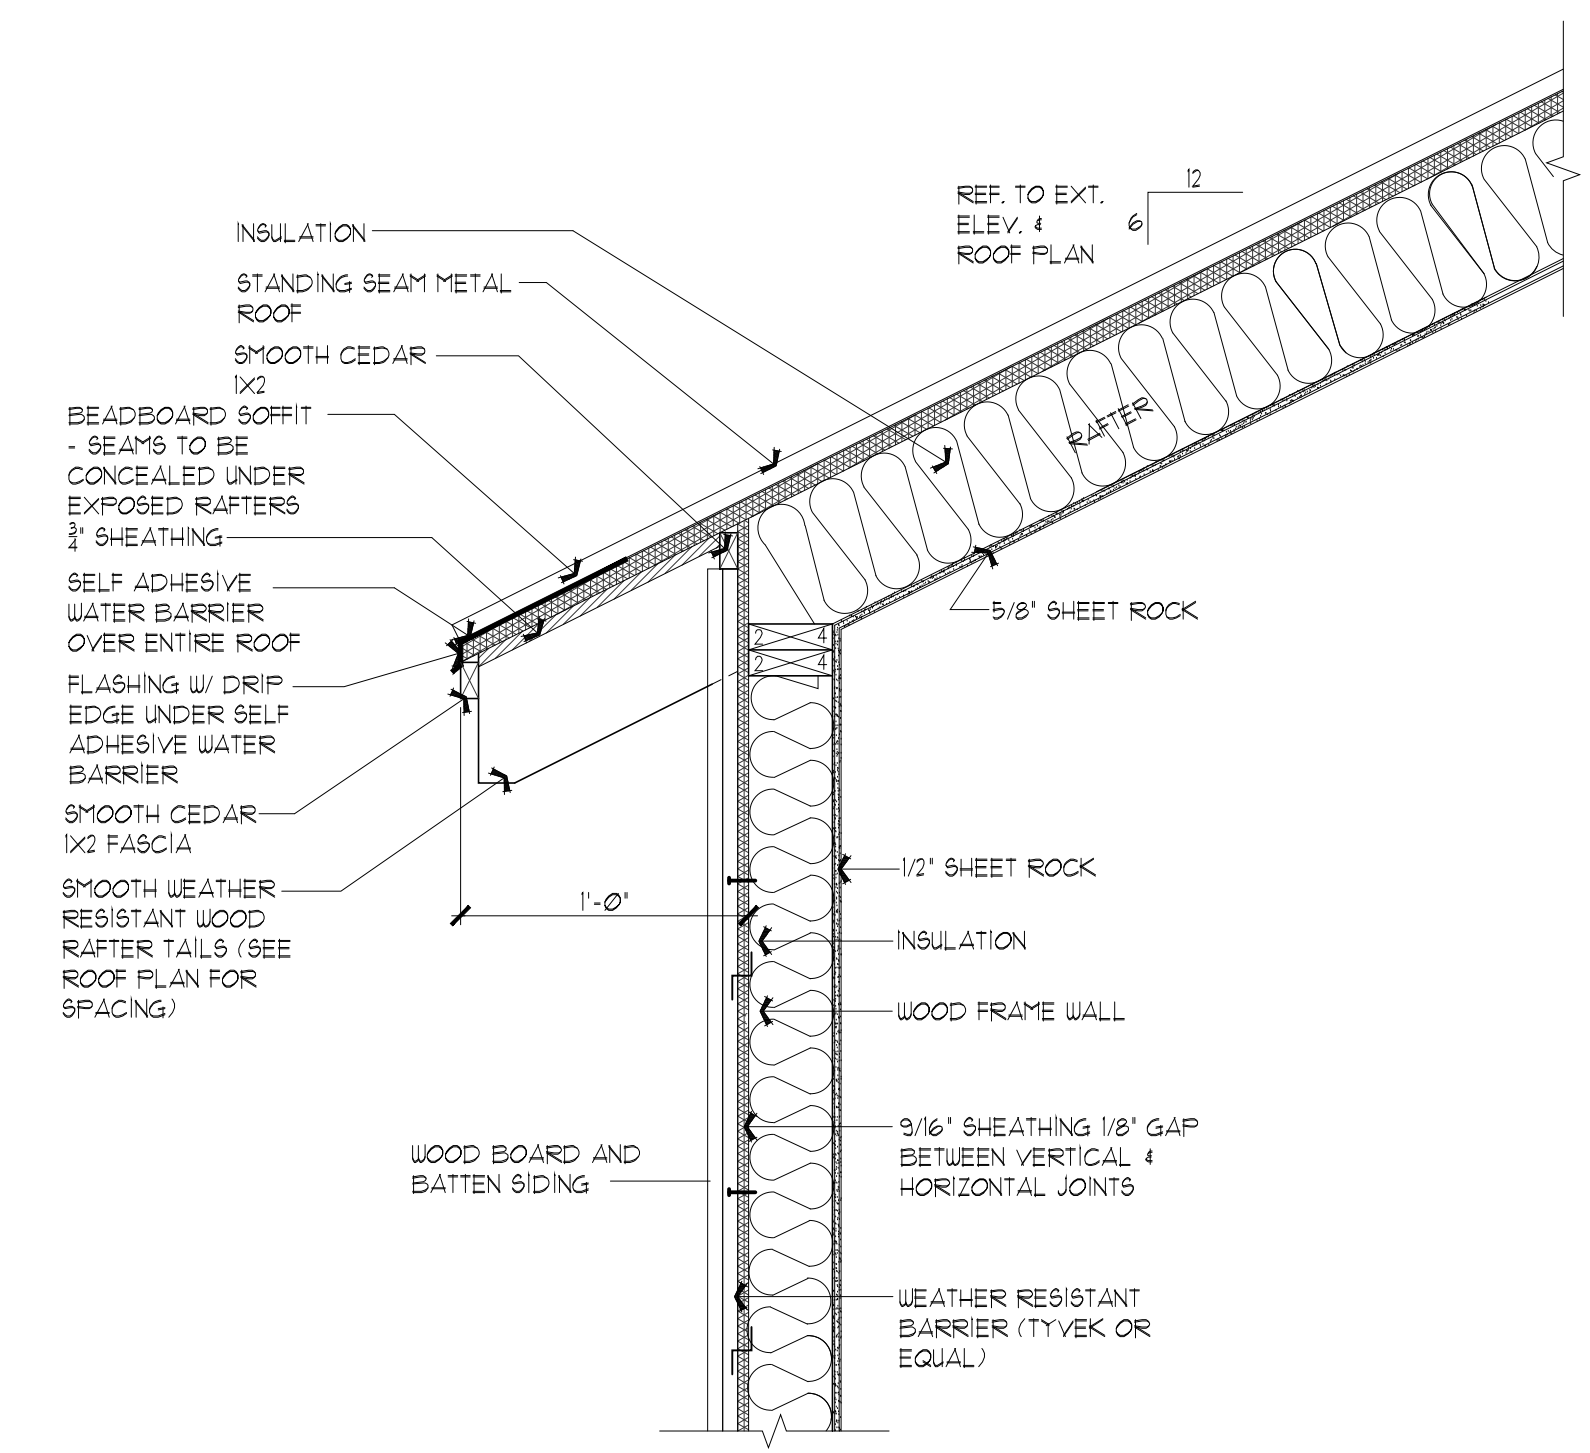 INSULATION
STANDING SEAM METAL
ROOF
SMOOTH CEDAR
1X2
BEADBOARD SOFFIT
- SEAMS TO BE
CONCEALED UNDER
EXPOSED RAFTERS
3/4" SHEATHING
SELF ADHESIVE
WATER BARRIER
OVER ENTIRE ROOF
FLASHING W/ DRIP
EDGE UNDER SELF
ADHESIVE WATER
BARRIER
SMOOTH CEDAR
1X2 FASCIA
SMOOTH WEATHER
RESISTANT WOOD
RAFTER TAILS (SEE
ROOF PLAN FOR
SPACING)
1'-0"
WOOD BOARD AND
BATTEN SIDING
REF. TO EXT.
ELEV. &
ROOF PLAN
12
6
RAFTER
5/8" SHEET ROCK
2 4
2 4
1/2" SHEET ROCK
INSULATION
WOOD FRAME WALL
9/16" SHEATHING 1/8" GAP
BETWEEN VERTICAL &
HORIZONTAL JOINTS
WEATHER RESISTANT
BARRIER (TYVEK OR
EQUAL)